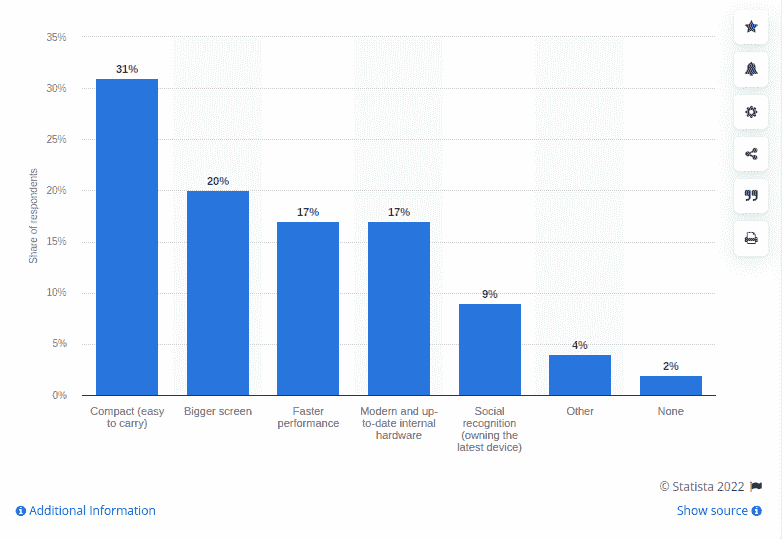 35%
30%
25%
20%
15%
10%
5%
0%
Share of respondents
31%
20%
17%
17%
9%
4%
2%
Compact (easy
to carry)
Bigger screen
Faster
performance
Modern and up-
to-date internal
hardware
Social
recognition
(owning the
latest device)
Other
None
© Statista 2022
Additional Information
Show source